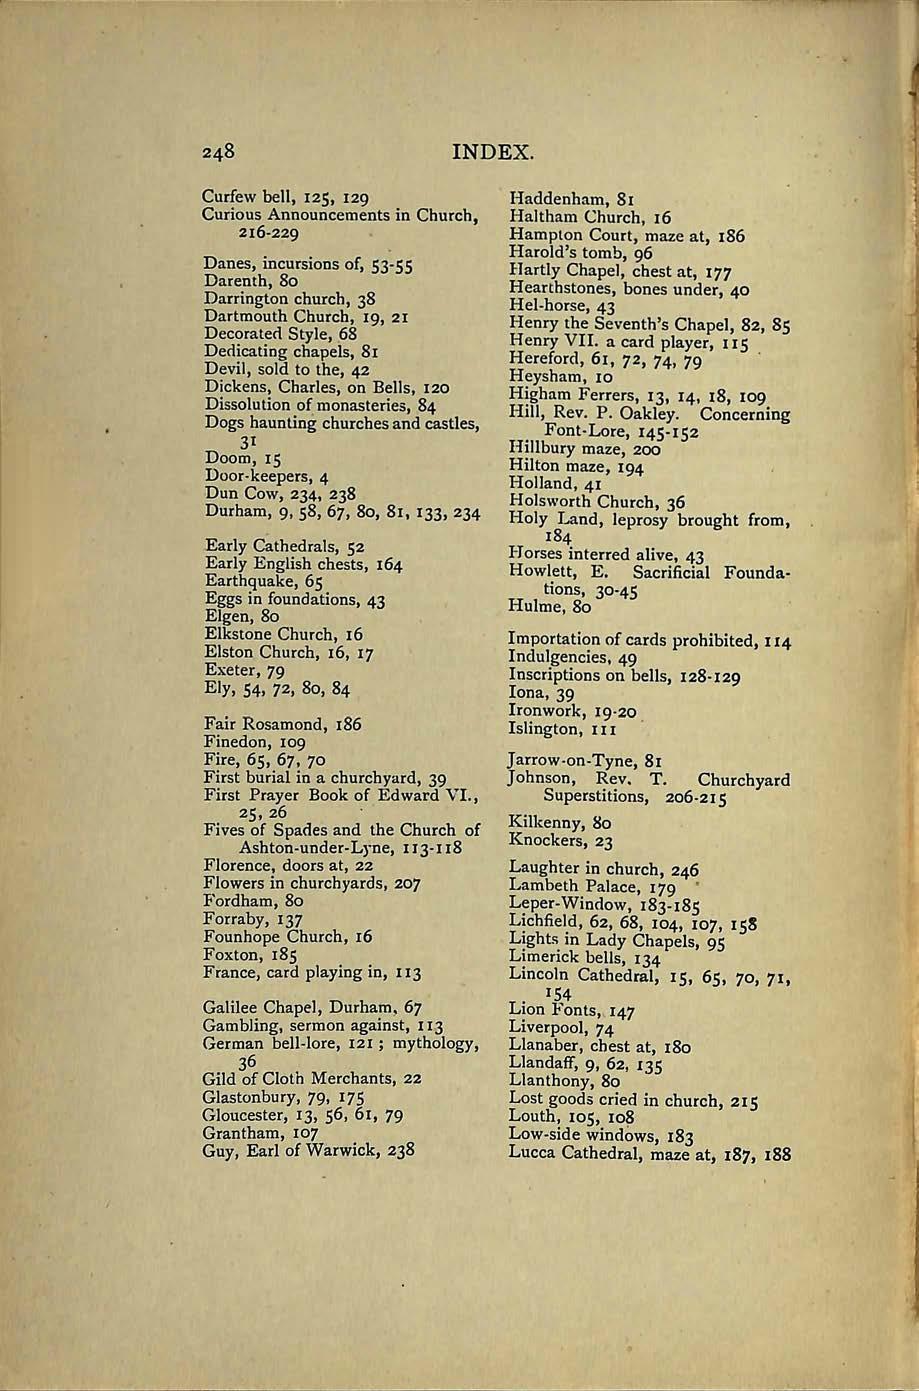 248 INDEX.
Curfew bell, 125, 129
Curious Announcements in Church,
216-229
Danes, incursions of, 53-55
Darenth, 80
Darrington church, 38
Dartmouth Church, 19, 21
Decorated Style, 68
Dedicating chapels, 81
Devil, sold to the, 42
Dickens, Charles, on Bells, 120
Dissolution of monasteries, 84
Dogs haunting churches and castles,
31
Doom, 15
Door-keepers, 4
Dun Cow, 234, 238
Durham, 9, 58, 67, 80, 81, 133, 234
Early Cathedrals, 52
Early English chests, 164
Earthquake, 65
Eggs in foundations, 43
Elgen, 80
Elkstone Church, 16
Elston Church, 16, 17
Exeter, 79
Ely, 54, 72, 80, 84
Fair Rosamond, 186
Finedon, 109
Fire, 65, 67, 70
First burial in a churchyard, 39
First Prayer Book of Edward VI.,
25, 26
Fives of Spades and the Church of
Ashton-under-Lyne, 113-118
Florence, doors at, 22
Flowers in churchyards, 207
Fordham, 80
Forraby, 137
Founhope Church, 16
Foxton, 185
France, card playing in, 113
Galilee Chapel, Durham, 67
Gambling, sermon against, 113
German bell-lore, 121 ; mythology,
36
Gild of Cloth Merchants, 22
Glastonbury, 79, 175
Gloucester, 13, 56, 61, 79
Grantham, 107
Guy, Earl of Warwick, 238
Haddenham, 81
Haltham Church, 16
Hampton Court, maze at, 186
Harold's tomb, 96
Hartly Chapel, chest at, 177
Hearthstones, bones under, 40
Hel-horse, 43
Henry the Seventh's Chapel, 82, 85
Henry VII. a card player, 115
Hereford, 61, 72, 74, 79
Heysham, 10
Higham Ferrers, 13, 14, 18, 109
Hill, Rev. P. Oakley. Concerning
Font-Lore, 145-152
Hillbury maze, 200
Hilton maze, 194
Holland, 41
Holsworth Church, 36
Holy Land, leprosy brought from,
184
Horses interred alive, 43
Howlett, E. Sacrificial Founda-
tions, 30-45
Hulme, 80
Importation of cards prohibited, 114
Indulgencies, 49
Inscriptions on bells, 128-129
Iona, 39
Ironwork, 19-20
Islington, 111
Jarrow-on-Tyne, 81
Johnson, Rev. T. Churchyard
Superstitions, 206-215
Kilkenny, 80
Knockers, 23
Laughter in church, 246
Lambeth Palace, 179
Leper-Window, 183-185
Lichfield, 62, 68, 104, 107, 158
Lights in Lady Chapels, 95
Limerick bells, 134
Lincoln Cathedral, 15, 65, 70, 71,
154
Lion Fonts, 147
Liverpool, 74
Llanaber, chest at, 180
Llandaff, 9, 62, 135
Llanthony, 80
Lost goods cried in church, 215
Louth, 105, 108
Low-side windows, 183
Lucca Cathedral, maze at, 187, 188